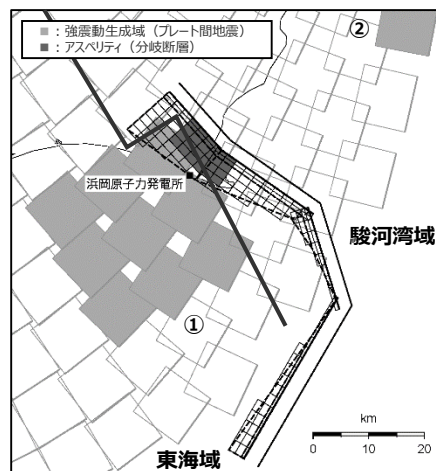 ：強震動生成域（プレート間地震）
：アスペリティ（分岐断層）
②
浜岡原子力発電所
駿河湾域
①
km
0 10 20
東海域